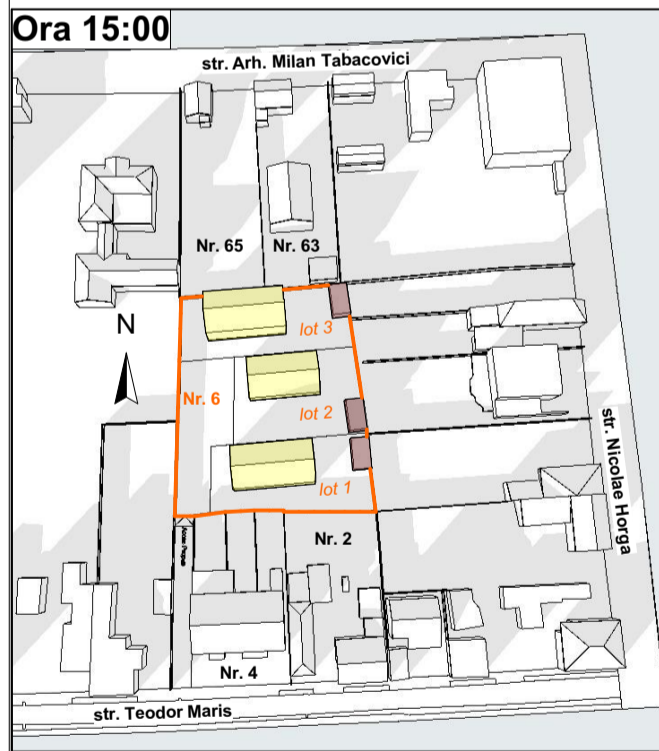 Ora 15:00
str. Arh. Milan Tabacovici
Nr. 65
Nr. 63
N
lot 3
Nr. 6
lot 2
lot 1
str. Nicolae Horga
Nr. 2
Nr. 4
str. Teodor Maris